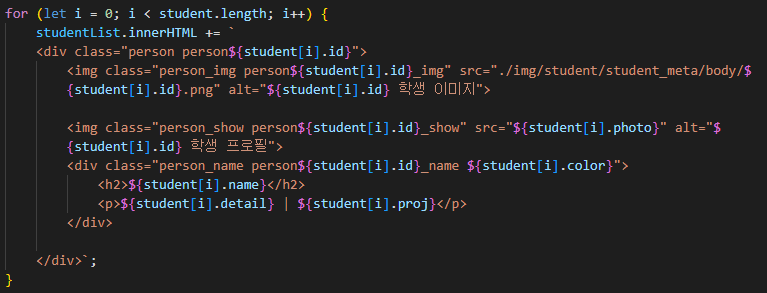 for (let i = 0; i < student.length; i++) {
studentList.innerHTML += `
<div class="person person${student[i].id}">
<img class="person_img person${student[i].id}_img" src="./img/student/student_meta/body/$
{student[i].id}.png" alt="${student[i].id} 학생 이미지">
<img class="person_show person${student[i].id}_show" src="${student[i].photo}" alt="$
{student[i].id} 학생 프로필">
<div class="person_name person${student[i].id}_name ${student[i].color}">
<h2>${student[i].name}</h2>
<p>${student[i].detail} | ${student[i].proj}</p>
</div>
</div>`;
}